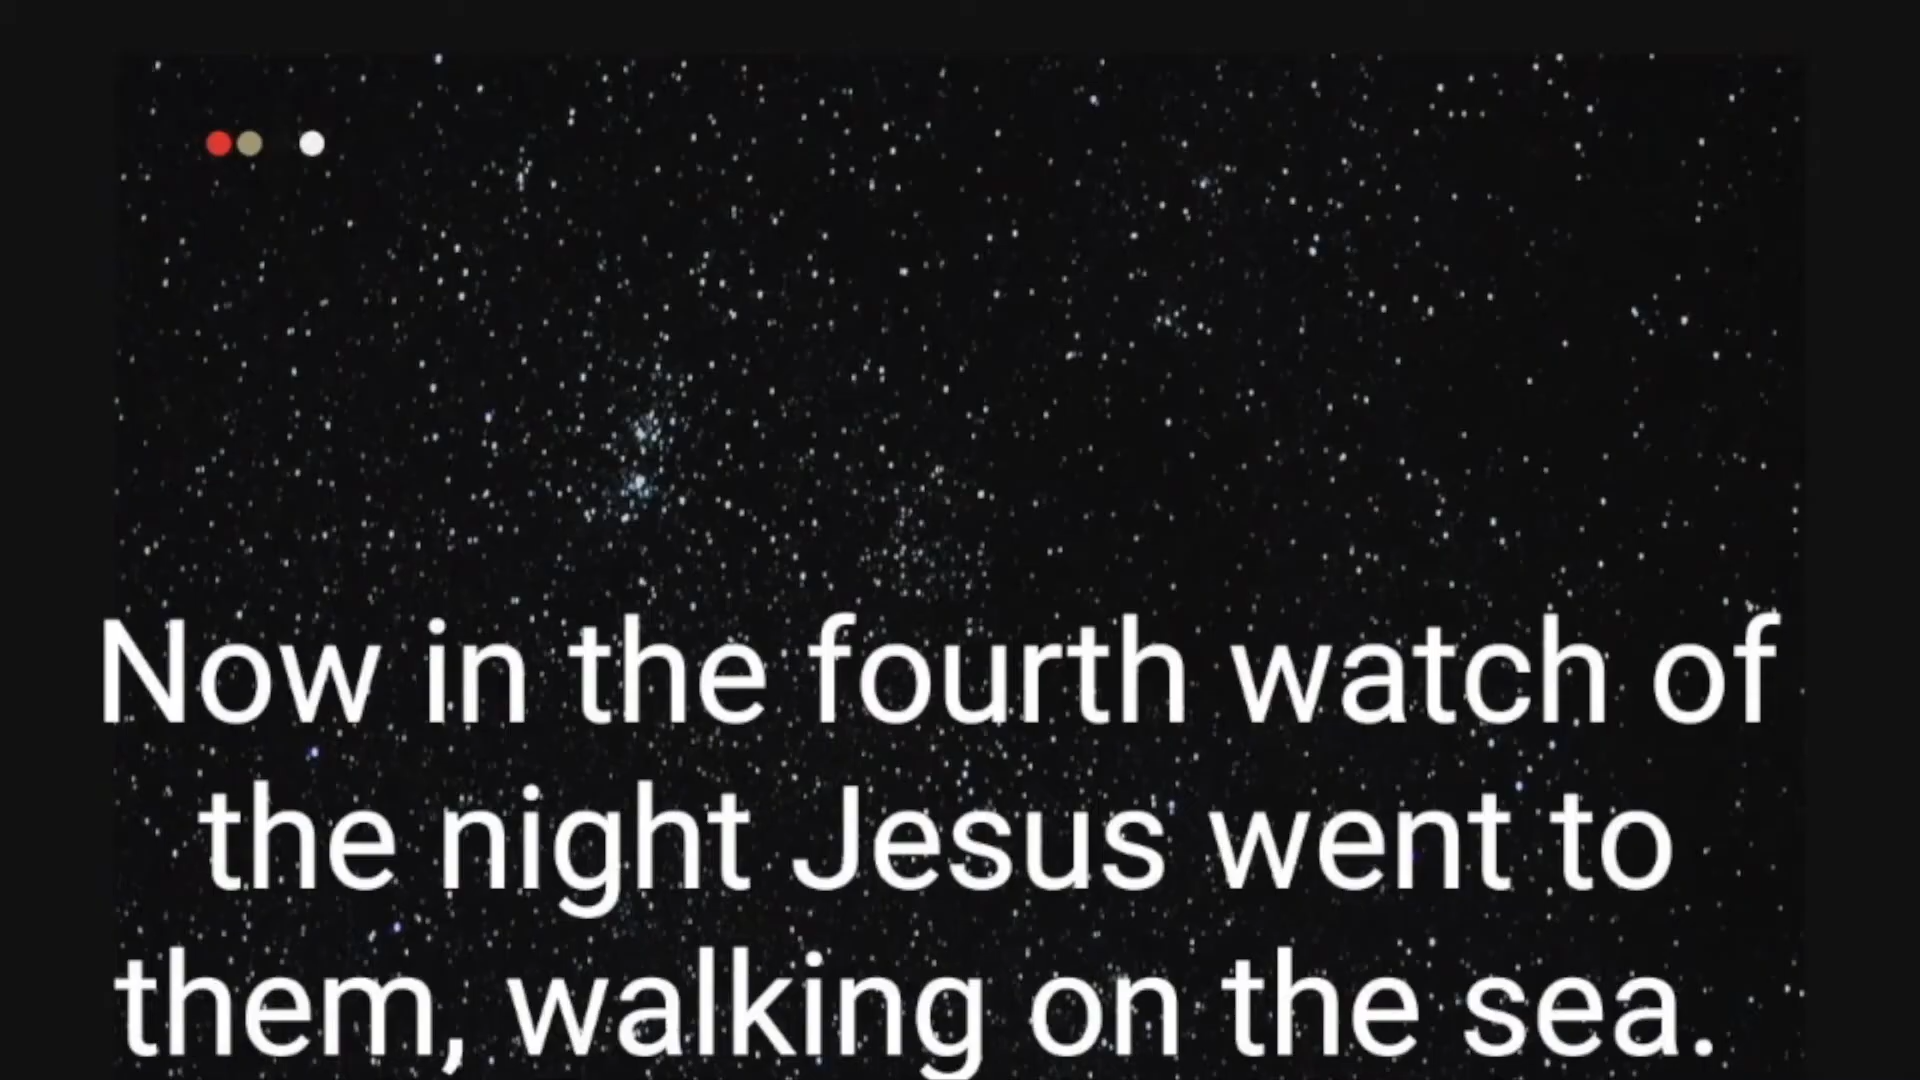 Now in the fourth watch of
the night Jesus went to
them, walking on the sea.